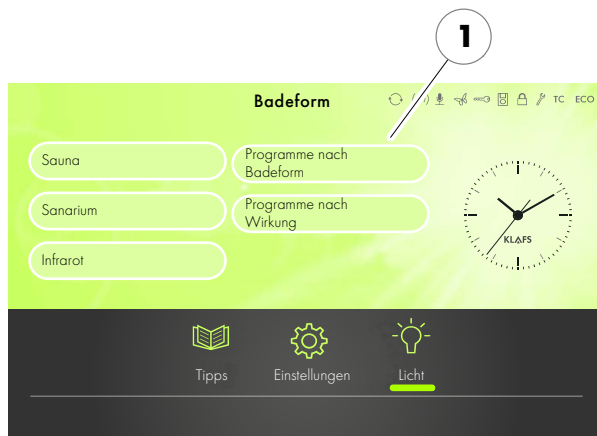 1
Badeform
TC ECO
Sauna
Programme nach
Badeform
Sanarium
Programme nach
Wirkung
Infrarot
KLAFS
Tipps
Einstellungen
Licht